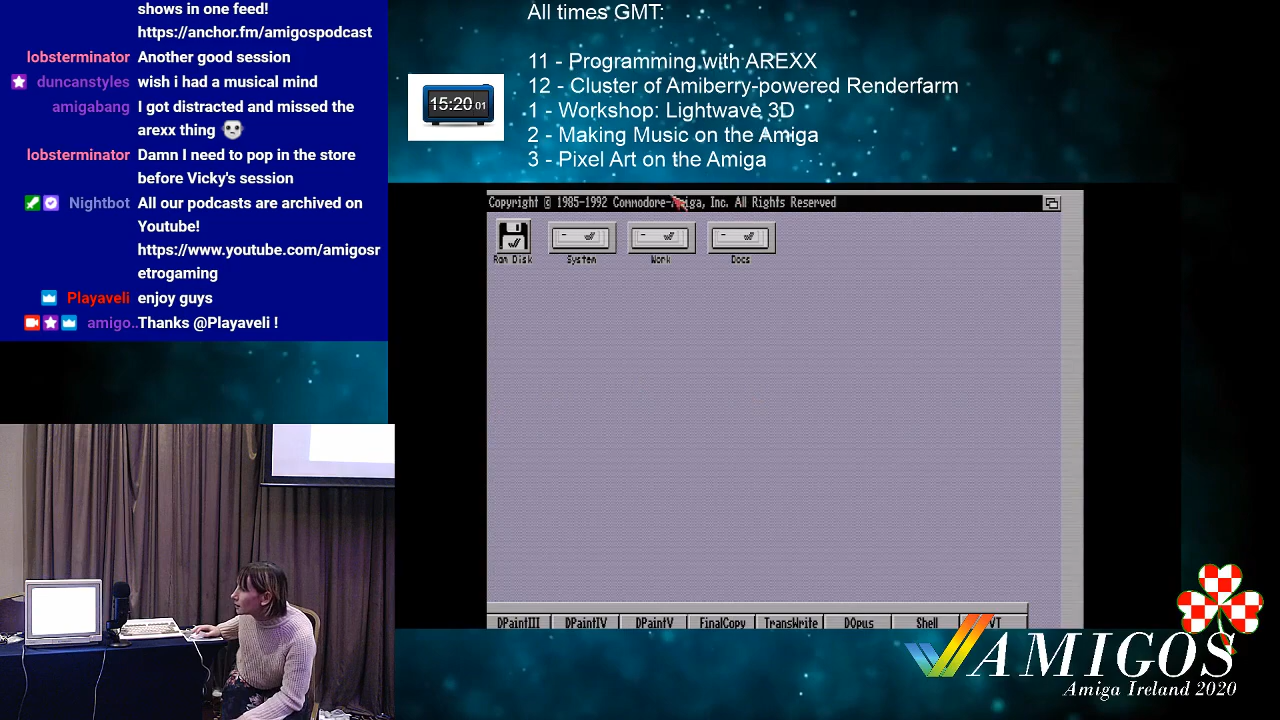 shows in one feed!
https://anchor.fm/amigospodcast
lobsterminator Another good session
duncanstyles wish i had a musical mind
amigabang I got distracted and missed the
arexx thing
lobsterminator Damn I need to pop in the store
before Vicky's session
Nightbot All our podcasts are archived on
Youtube!
https://www.youtube.com/amigosr
etrogaming
Playaveli enjoy guys
amigo.. Thanks @Playaveli !
All times GMT:
15:20 01
11 - Programming with AREXX
12 - Cluster of Amiberry-powered Renderfarm
1 - Workshop: Lightwave 3D
2 - Making Music on the Amiga
3 - Pixel Art on the Amiga
Copyright © 1985-1992 Commodore-Amiga, Inc. All Rights Reserved
Ram Disk System Work Docs
DPaintIII DPaintIV DPaintV FinalCopy TransWrite DOpus Shell
AMIGOS
Amiga Ireland 2020